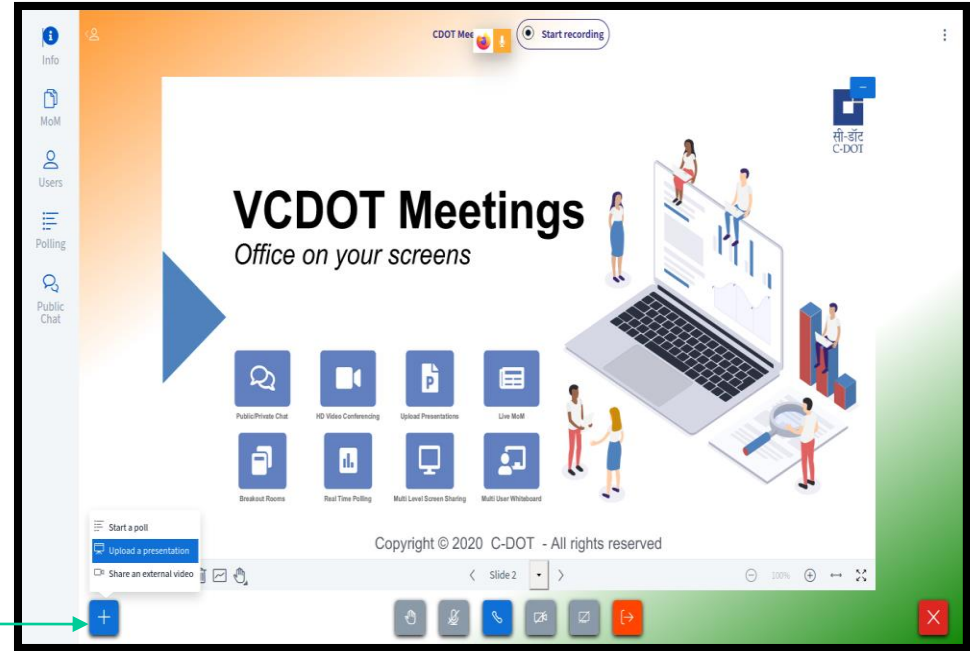 Info
MoM
Users
Polling
Public
Chat
CDOT Mee
Start recording
सी-डॉट
C-DOT
VCDOT Meetings
Office on your screens
P
Public/Private Chat
HD Video Conferencing
Upload Presentations
Live MoM
Breakout Rooms
Real Time Polling
Multi Level Screen Sharing
Multi User Whiteboard
Copyright © 2020 C-DOT - All rights reserved
Start a poll
Upload a presentation
Share an external video
Slide 2
100%